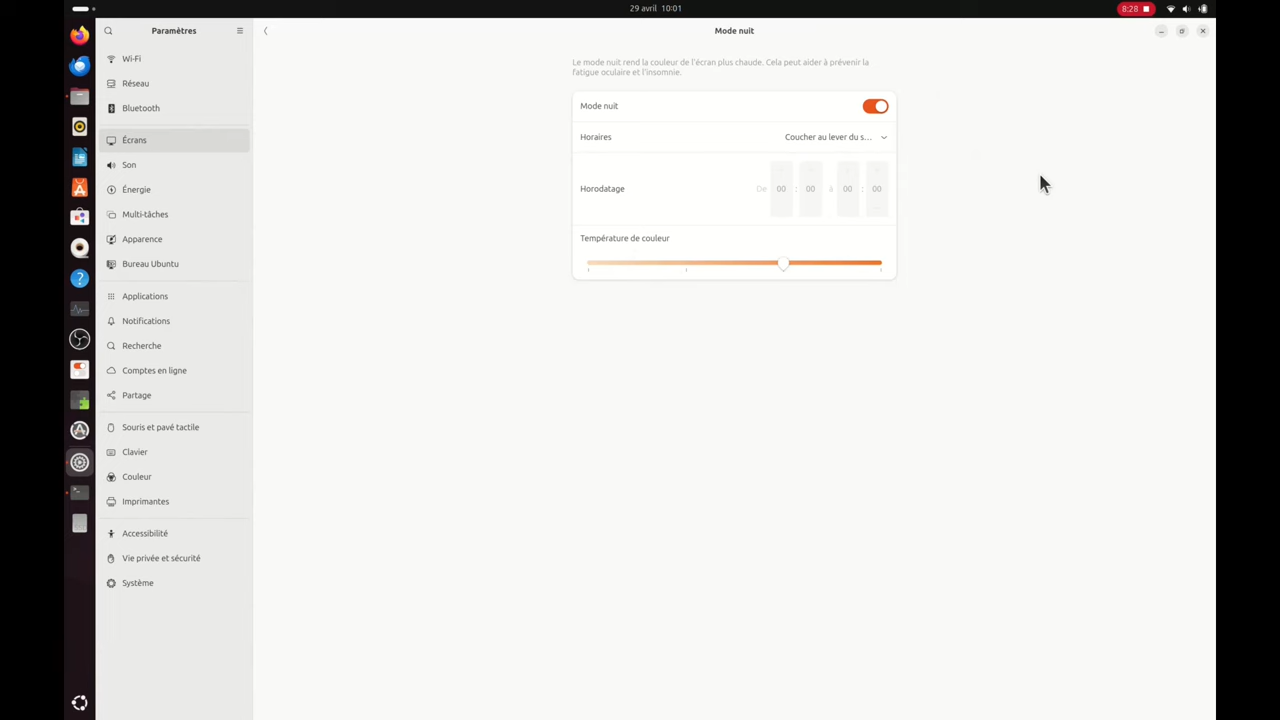 29 avril 10:01
8:28
Paramètres
Mode nuit
Wi-Fi
Réseau
Bluetooth
Écrans
Son
Énergie
Multi-tâches
Apparence
Bureau Ubuntu
Applications
Notifications
Recherche
Comptes en ligne
Partage
Souris et pavé tactile
Clavier
Couleur
Imprimantes
Accessibilité
Vie privée et sécurité
Système
Le mode nuit rend la couleur de l'écran plus chaude. Cela peut aider à prévenir la
fatigue oculaire et l'insomnie.
Mode nuit
Horaires Coucher au lever du s…
Horodatage De 00 : 00 à 00 : 00
Température de couleur